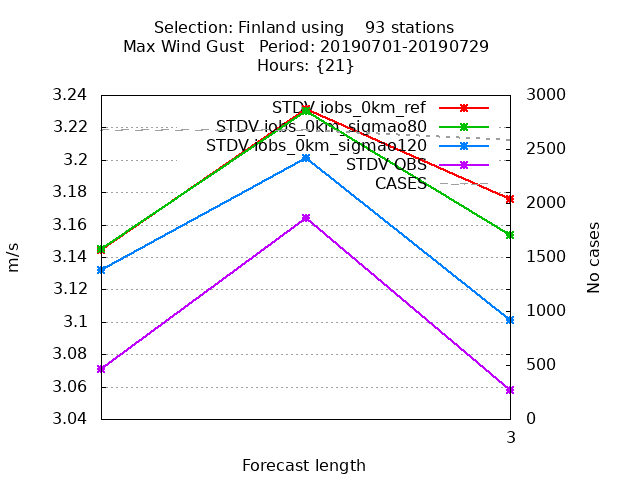 Selection: Finland using 93 stations
Max Wind Gust Period: 20190701-20190729
Hours: {21}
3.24
3.22
3.2
3.18
3.16
3.14
3.12
3.1
3.08
3.06
3.04
m/s
STDV iobs_0km_ref
STDV iobs_0km_sigmao80
STDV iobs_0km_sigmao120
STDV OBS
CASES
3000
2500
2000
1500
1000
500
0
No cases
3
Forecast length